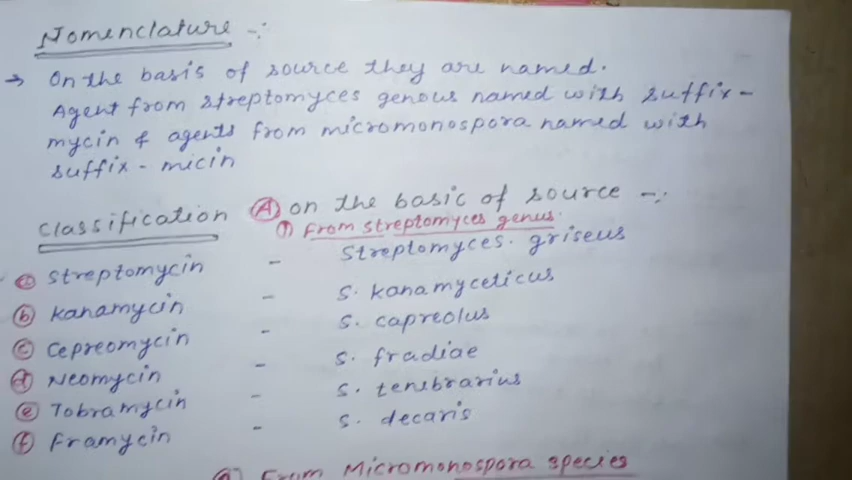 Nomenclature -:
→ On the basis of source they are named.
Agent from streptomyces genous named with suffix -
mycin & agents from micromonospora named with
suffix - micin
Classification (A) on the basic of source -:
(1) From streptomyces genus.
(a) Streptomycin - Streptomyces. griseus
(b) Kanamycin - S. kanamyceticus
(c) Cepreomycin - S. capreolus
(d) Neomycin - S. fradiae
(e) Tobramycin - S. tenebrarius
(f) Framycin - S. decaris
(2) From Micromonospora species